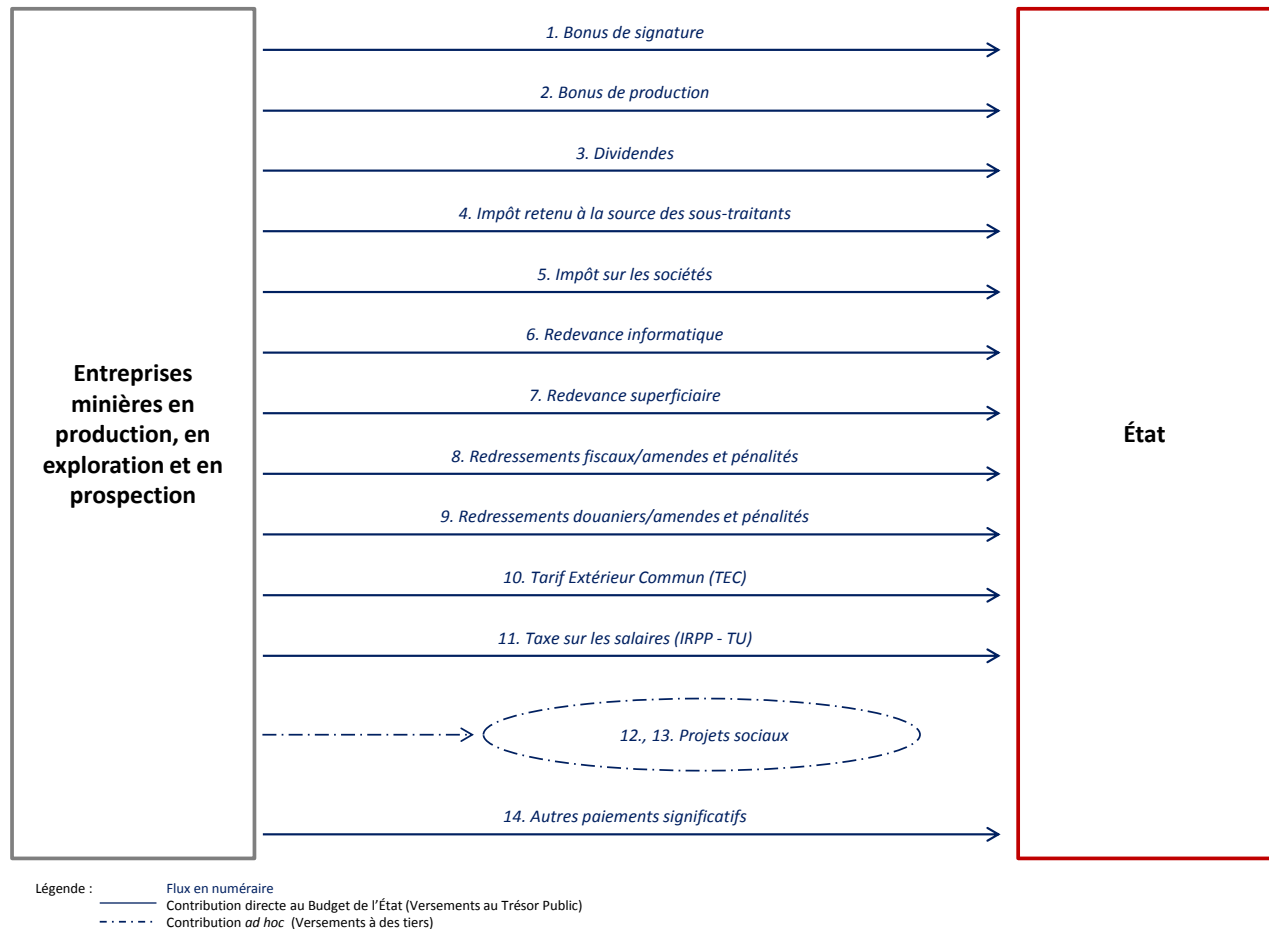 1. Bonus de signature
2. Bonus de production
3. Dividendes
4. Impôt retenu à la source des sous-traitants
5. Impôt sur les sociétés
6. Redevance informatique
7. Redevance superficiaire
8. Redressements fiscaux/amendes et pénalités
9. Redressements douaniers/amendes et pénalités
10. Tarif Extérieur Commun (TEC)
11. Taxe sur les salaires (IRPP - TU)
12., 13. Projets sociaux
14. Autres paiements significatifs
Entreprises
minières en
production, en
exploration et en
prospection
État
Légende :
Flux en numéraire
Contribution directe au Budget de l'État (Versements au Trésor Public)
Contribution ad hoc (Versements à des tiers)